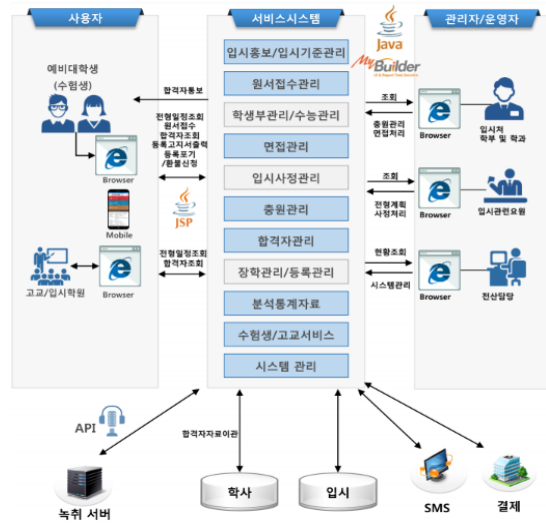 사용자
서비스시스템
관리자/운영자
예비대학생
(수험생)
Browser
Mobile
고교/입시학원
Browser
합격자통보
전형일정조회
원서접수
합격자조회
등록고지서출력
등록포기
/환불신청
JSP
전형일정조회
합격자조회
입시홍보/입시기준관리
원서접수관리
학생부관리/수능관리
면접관리
입시사정관리
충원관리
합격자관리
장학관리/등록관리
분석통계자료
수험생/고교서비스
시스템 관리
Java
MyBuilder
조회
충원관리
면접처리
Browser
입시처
학부 및 학과
조회
전형계획
사정처리
Browser
입시관련요원
현황조회
시스템관리
Browser
전산담당
API
녹취 서버
합격자자료이관
학사
입시
SMS
결제